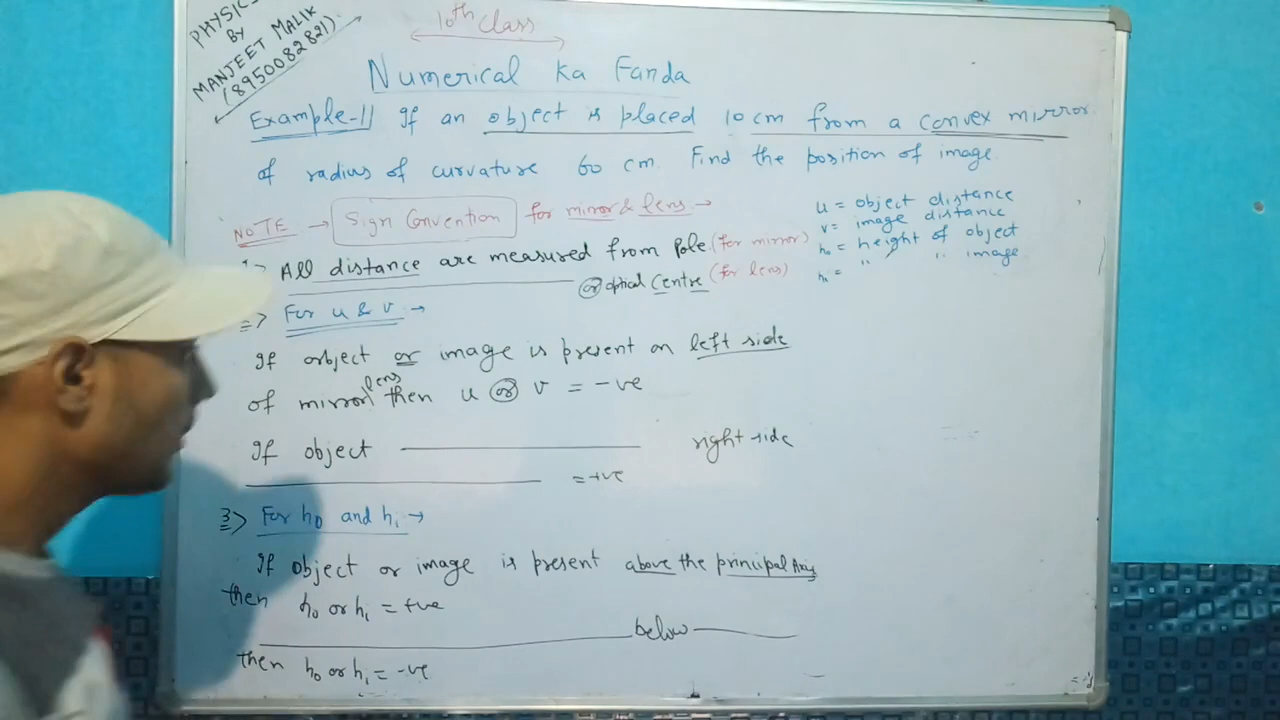 PHYSICS
BY
MANJEET MALIK
(8950082821)
10th class
Numerical ka Fanda
Example-1// If an object is placed 10 cm from a convex mirror
of radius of curvature 60 cm. Find the position of image
NOTE → Sign Convention for mirror & lens →
u = object distance
v = image distance
ho = height of object
hi = " " " image
1=> All distance are measured from Pole (for mirror)
or optical Centre (for lens)
=> For u & v →
If object or image is present on left side
of mirror lens then u or v = -ve
If object ——— right side
——— = +ve
3=> For ho and hi →
If object or image is present above the principal Axis
then ho or hi = +ve
——— below ———
then ho or hi = -ve